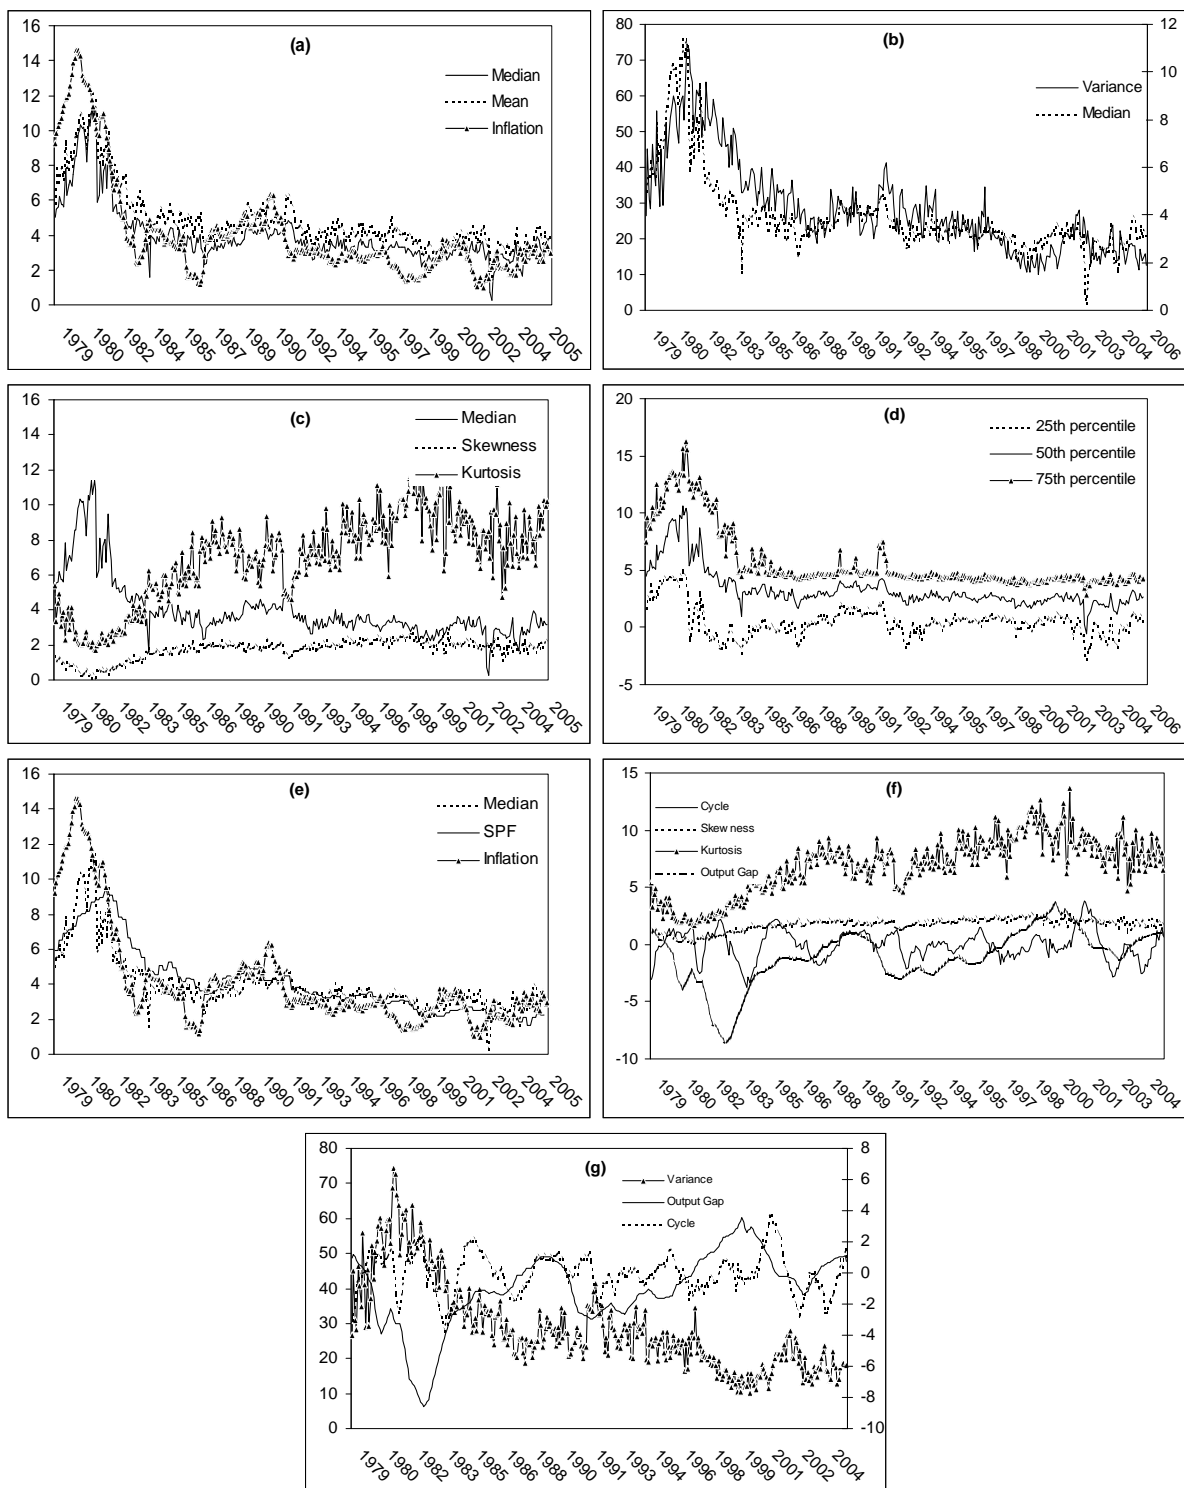 (a)
16
14
12
10
8
6
4
2
0
Median
Mean
Inflation
1979 1980 1982 1984 1985 1987 1989 1990 1992 1994 1995 1997 1999 2000 2002 2004 2005
(b)
80
70
60
50
40
30
20
10
0
12
10
8
6
4
2
0
Variance
Median
1979 1980 1982 1983 1985 1986 1988 1989 1991 1992 1994 1995 1997 1998 2000 2001 2003 2004 2006
(c)
16
14
12
10
8
6
4
2
0
Median
Skewness
Kurtosis
1979 1980 1982 1983 1985 1986 1988 1990 1991 1993 1994 1996 1998 1999 2001 2002 2004 2005
(d)
20
15
10
5
0
-5
25th percentile
50th percentile
75th percentile
1979 1980 1982 1983 1985 1986 1988 1989 1991 1992 1994 1995 1997 1998 2000 2001 2003 2004 2006
(e)
16
14
12
10
8
6
4
2
0
Median
SPF
Inflation
1979 1980 1982 1983 1985 1986 1988 1990 1991 1993 1994 1996 1998 1999 2001 2002 2004 2005
(f)
15
10
5
0
-5
-10
Cycle
Skew ness
Kurtosis
Output Gap
1979 1980 1982 1983 1985 1986 1988 1989 1991 1992 1994 1995 1997 1998 2000 2001 2003 2004
(g)
80
70
60
50
40
30
20
10
0
8
6
4
2
0
-2
-4
-6
-8
-10
Variance
Output Gap
Cycle
1979 1980 1982 1983 1985 1986 1988 1990 1991 1993 1994 1996 1998 1999 2001 2002 2004